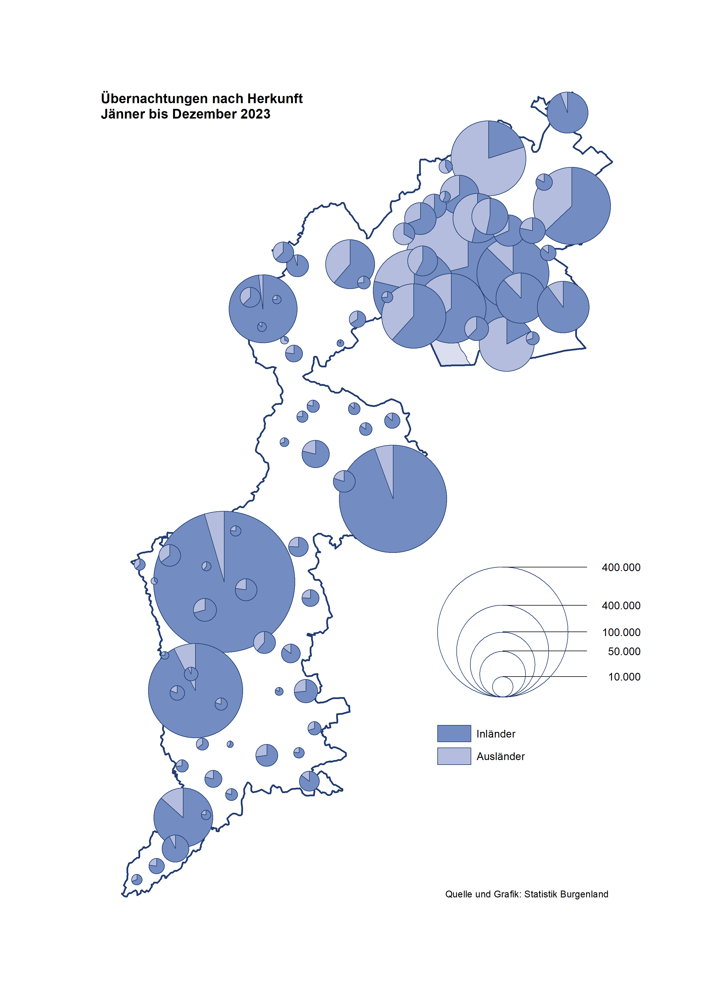 Übernachtungen nach Herkunft
Jänner bis Dezember 2023
400.000
400.000
100.000
50.000
10.000
Inländer
Ausländer
Quelle und Grafik: Statistik Burgenland